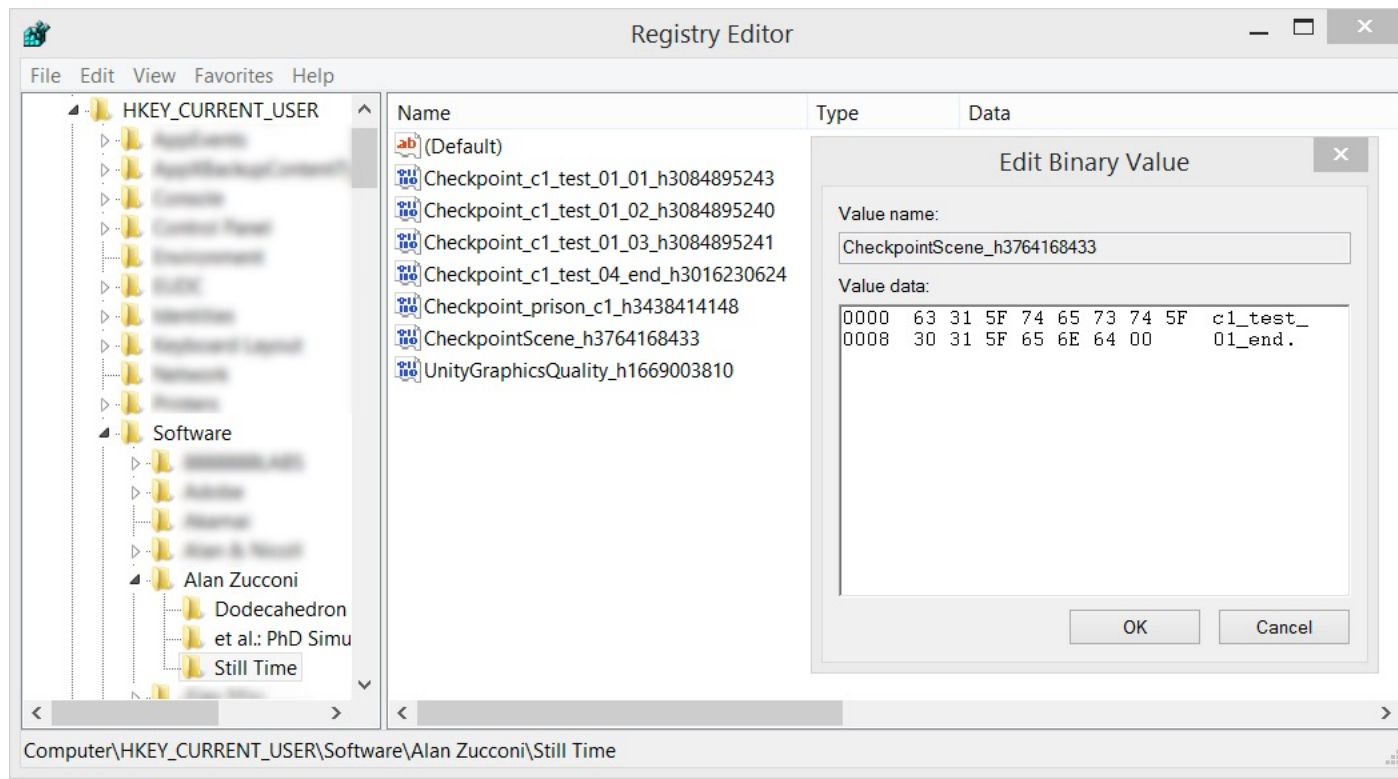 Registry Editor
File Edit View Favorites Help
HKEY_CURRENT_USER
Software
Alan Zucconi
Dodecahedron
et al.: PhD Simu
Still Time
Name Type Data
(Default)
Checkpoint_c1_test_01_01_h3084895243
Checkpoint_c1_test_01_02_h3084895240
Checkpoint_c1_test_01_03_h3084895241
Checkpoint_c1_test_04_end_h3016230624
Checkpoint_prison_c1_h3438414148
CheckpointScene_h3764168433
UnityGraphicsQuality_h1669003810
Edit Binary Value
Value name:
CheckpointScene_h3764168433
Value data:
0000 63 31 5F 74 65 73 74 5F c1_test_
0008 30 31 5F 65 6E 64 00 01_end.
OK Cancel
Computer\HKEY_CURRENT_USER\Software\Alan Zucconi\Still Time